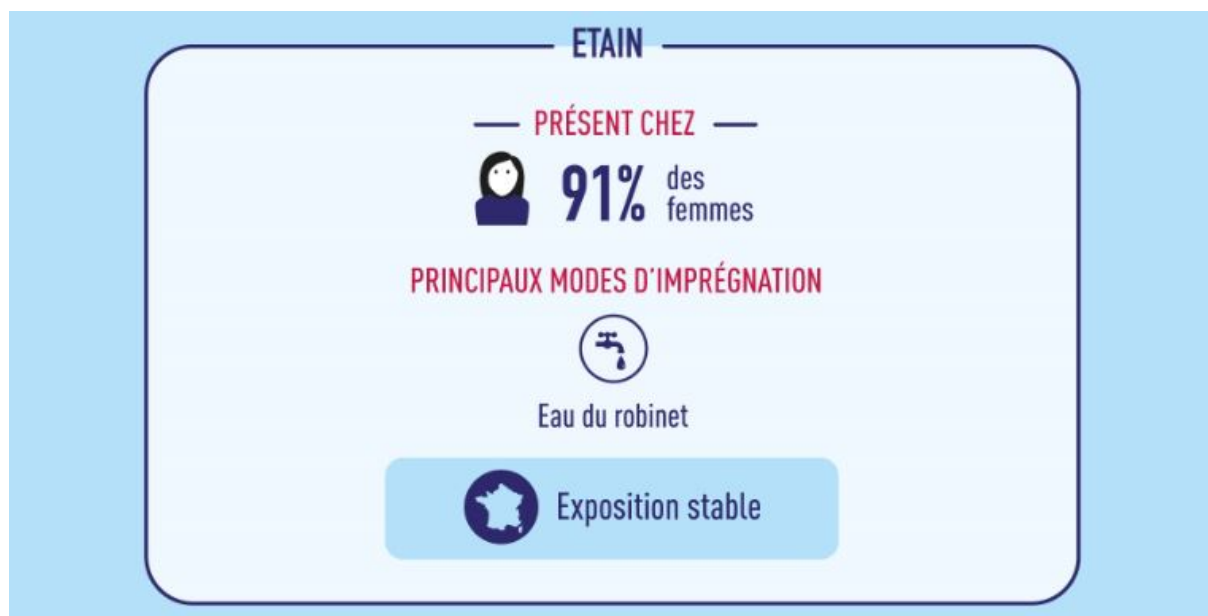 ETAIN
PRÉSENT CHEZ
91% des
femmes
PRINCIPAUX MODES D'IMPRÉGNATION
Eau du robinet
Exposition stable